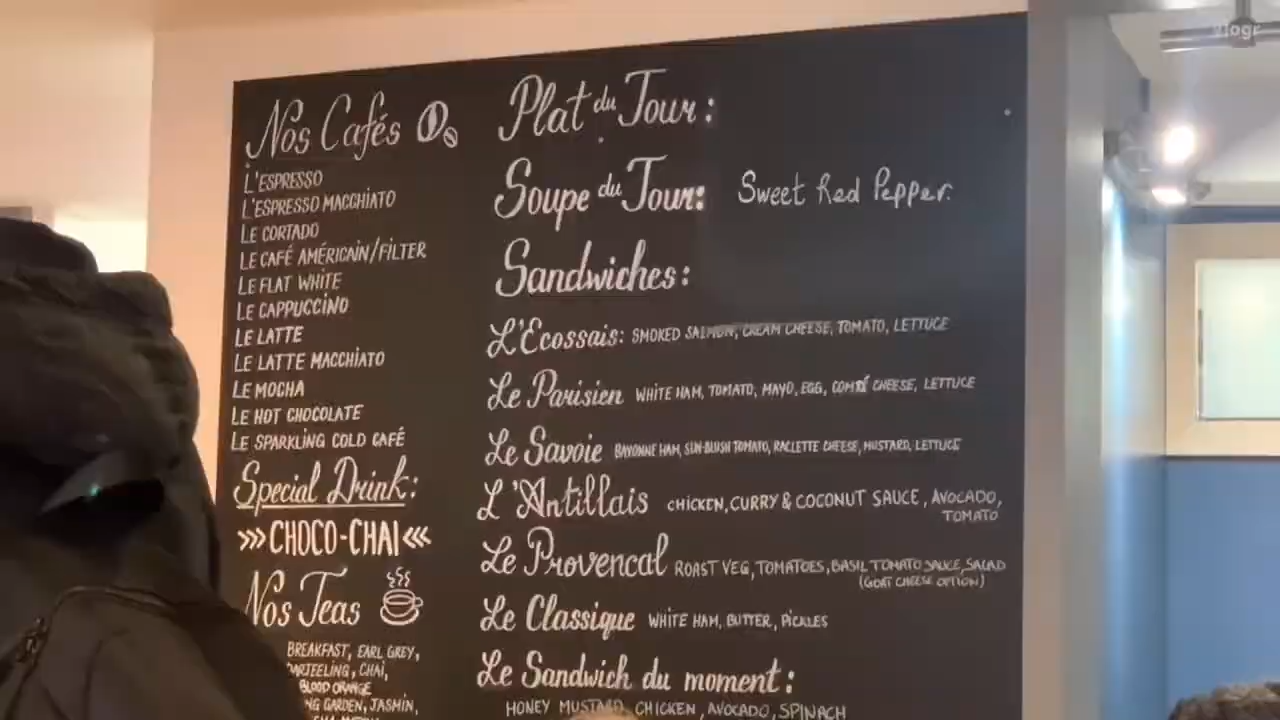 Vlogr
Nos Cafés
L'ESPRESSO
L'ESPRESSO MACCHIATO
LE CORTADO
LE CAFÉ AMÉRICAIN/FILTER
LE FLAT WHITE
LE CAPPUCCINO
LE LATTE
LE LATTE MACCHIATO
LE MOCHA
LE HOT CHOCOLATE
LE SPARKLING COLD CAFÉ
Special Drink:
>>> CHOCO-CHAI <<<
Nos Teas
BREAKFAST, EARL GREY,
DARJEELING, CHAI,
BLOOD ORANGE
GARDEN, JASMIN,
Plat du Jour:
Soupe du Jour: Sweet Red Pepper.
Sandwiches:
L'Ecossais: SMOKED SALMON, CREAM CHEESE, TOMATO, LETTUCE
Le Parisien WHITE HAM, TOMATO, MAYO, EGG, COMTÉ CHEESE, LETTUCE
Le Savoie BAYONNE HAM, SUN-BLUSH TOMATO, RACLETTE CHEESE, MUSTARD, LETTUCE
L'Antillais CHICKEN, CURRY & COCONUT SAUCE, AVOCADO,
TOMATO
Le Provencal ROAST VEG, TOMATOES, BASIL TOMATO SAUCE, SALAD
(GOAT CHEESE OPTION)
Le Classique WHITE HAM, BUTTER, PICKLES
Le Sandwich du moment:
HONEY MUSTARD, CHICKEN, AVOCADO, SPINACH